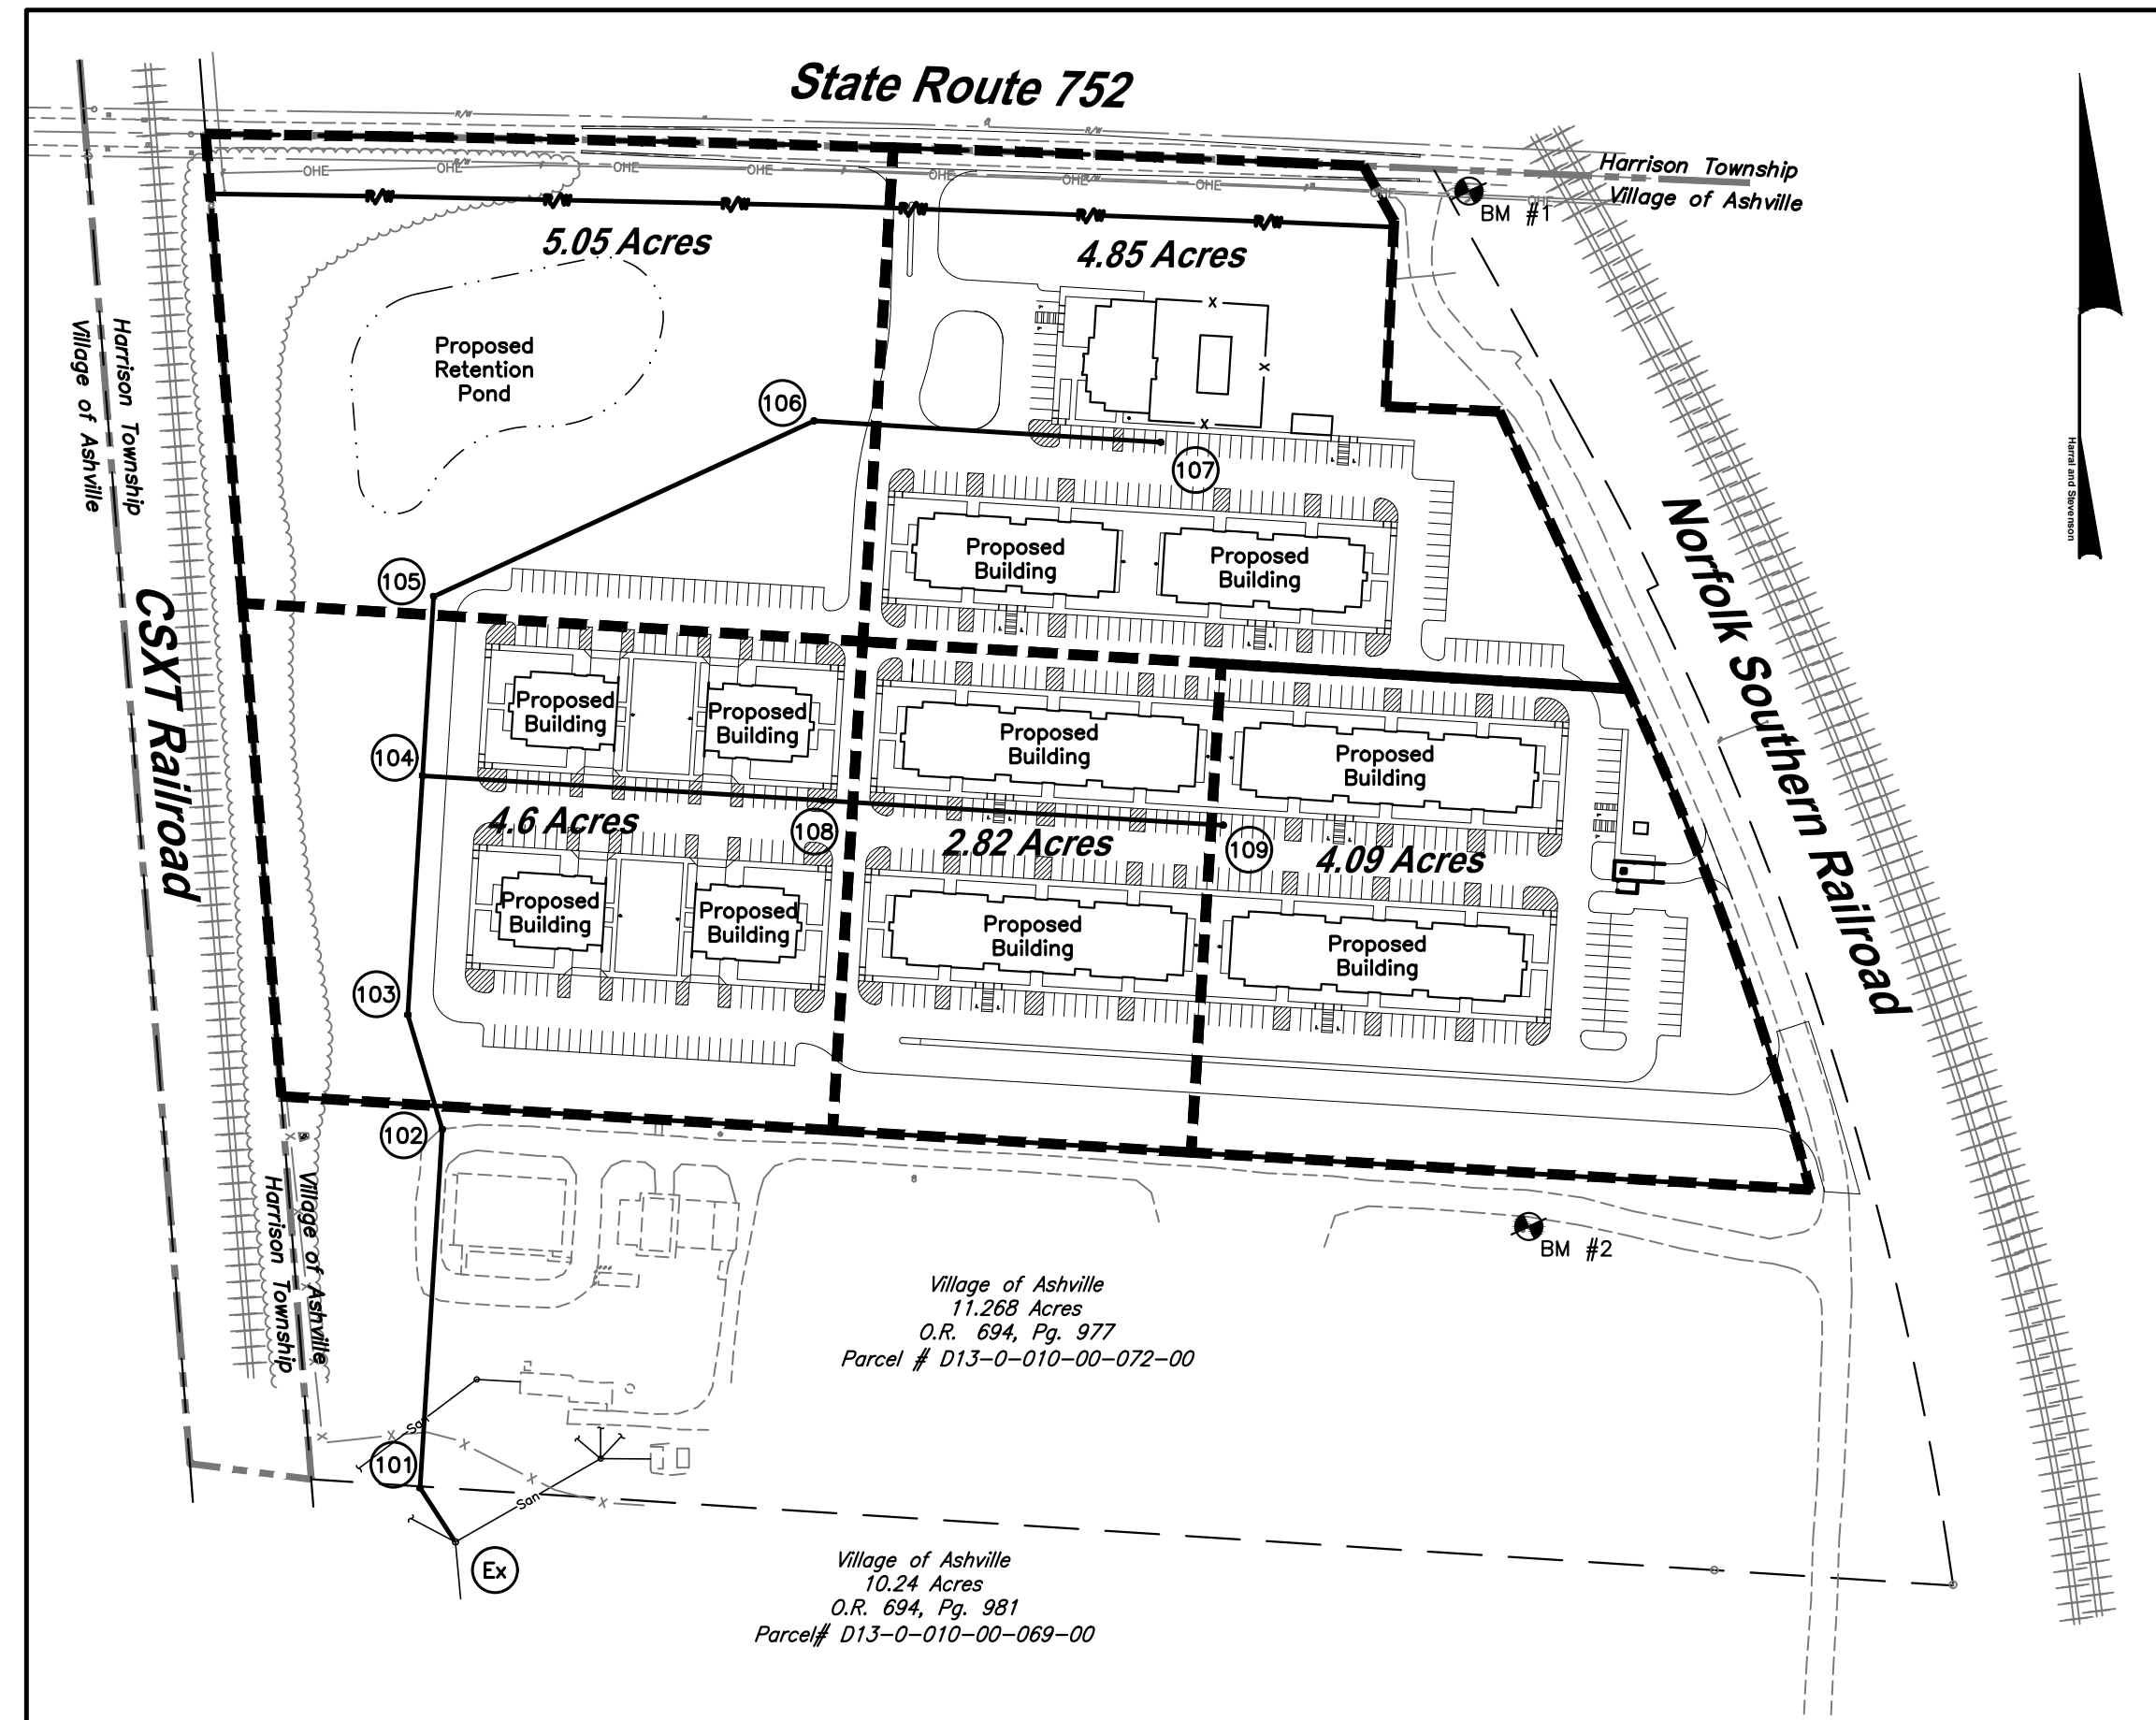 State Route 752
R/W
R/W
OHE
OHE
R/W
OHE
OHE
OHE
OHE
OHE
OHE
OHE
Harrison Township
Village of Ashville
BM #1
R/W
R/W
R/W
R/W
R/W
R/W
5.05 Acres
4.85 Acres
Harrison Township
Village of Ashville
Proposed
Retention
Pond
X
X
X
106
107
Harral and Stevenson
Norfolk Southern Railroad
CSXT Railroad
105
Proposed
Building
Proposed
Building
Proposed
Building
Proposed
Building
Proposed
Building
Proposed
Building
104
4.6 Acres
108
2.82 Acres
109
4.09 Acres
Proposed
Building
Proposed
Building
Proposed
Building
Proposed
Building
103
102
Village of Ashville
Harrison Township
BM #2
Village of Ashville
11.268 Acres
O.R. 694, Pg. 977
Parcel # D13-0-010-00-072-00
San
101
San
X
X
X
X
X
Ex
Village of Ashville
10.24 Acres
O.R. 694, Pg. 981
Parcel# D13-0-010-00-069-00